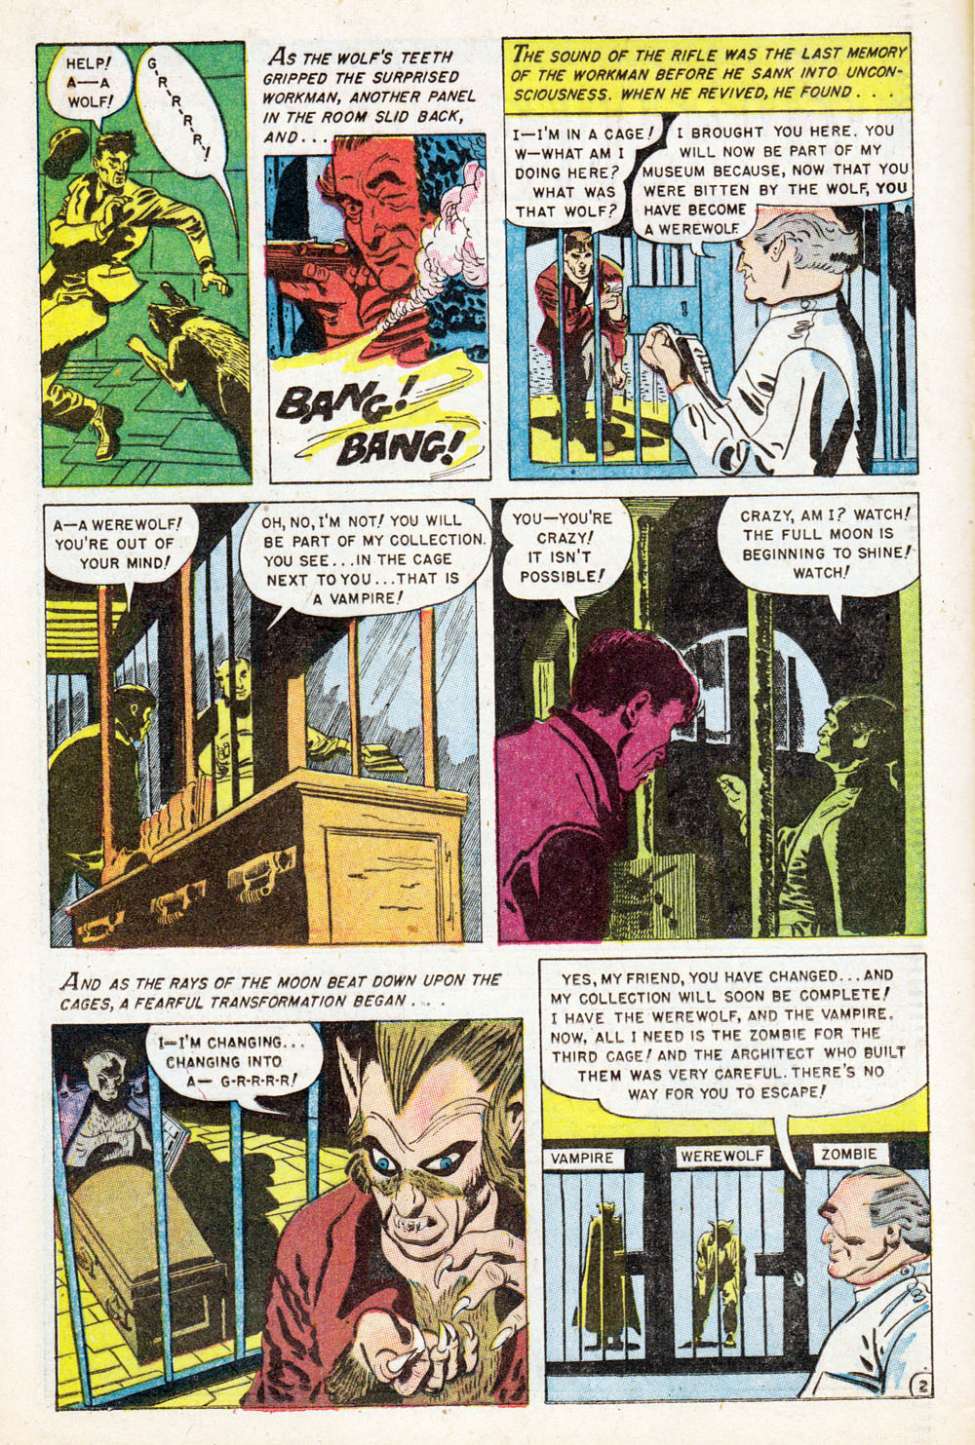 HELP!
A—A
WOLF!
G-R-R-R-R-R!
AS THE WOLF'S TEETH
GRIPPED THE SURPRISED
WORKMAN, ANOTHER PANEL
IN THE ROOM SLID BACK,
AND...
BANG!
BANG!
THE SOUND OF THE RIFLE WAS THE LAST MEMORY
OF THE WORKMAN BEFORE HE SANK INTO UNCON-
SCIOUSNESS. WHEN HE REVIVED, HE FOUND . . .
I—I'M IN A CAGE!
W—WHAT AM I
DOING HERE?
WHAT WAS
THAT WOLF?
I BROUGHT YOU HERE. YOU
WILL NOW BE PART OF MY
MUSEUM BECAUSE, NOW THAT YOU
WERE BITTEN BY THE WOLF, YOU
HAVE BECOME
A WEREWOLF.
A—A WEREWOLF!
YOU'RE OUT OF
YOUR MIND!
OH, NO, I'M NOT! YOU WILL
BE PART OF MY COLLECTION.
YOU SEE...IN THE CAGE
NEXT TO YOU...THAT IS
A VAMPIRE!
YOU—YOU'RE
CRAZY!
IT ISN'T
POSSIBLE!
CRAZY, AM I? WATCH!
THE FULL MOON IS
BEGINNING TO SHINE!
WATCH!
AND AS THE RAYS OF THE MOON BEAT DOWN UPON THE
CAGES, A FEARFUL TRANSFORMATION BEGAN . . .
I—I'M CHANGING...
CHANGING INTO
A— G-R-R-R-R!
YES, MY FRIEND, YOU HAVE CHANGED...AND
MY COLLECTION WILL SOON BE COMPLETE!
I HAVE THE WEREWOLF, AND THE VAMPIRE.
NOW, ALL I NEED IS THE ZOMBIE FOR THE
THIRD CAGE! AND THE ARCHITECT WHO BUILT
THEM WAS VERY CAREFUL. THERE'S NO
WAY FOR YOU TO ESCAPE!
VAMPIRE
WEREWOLF
ZOMBIE
2